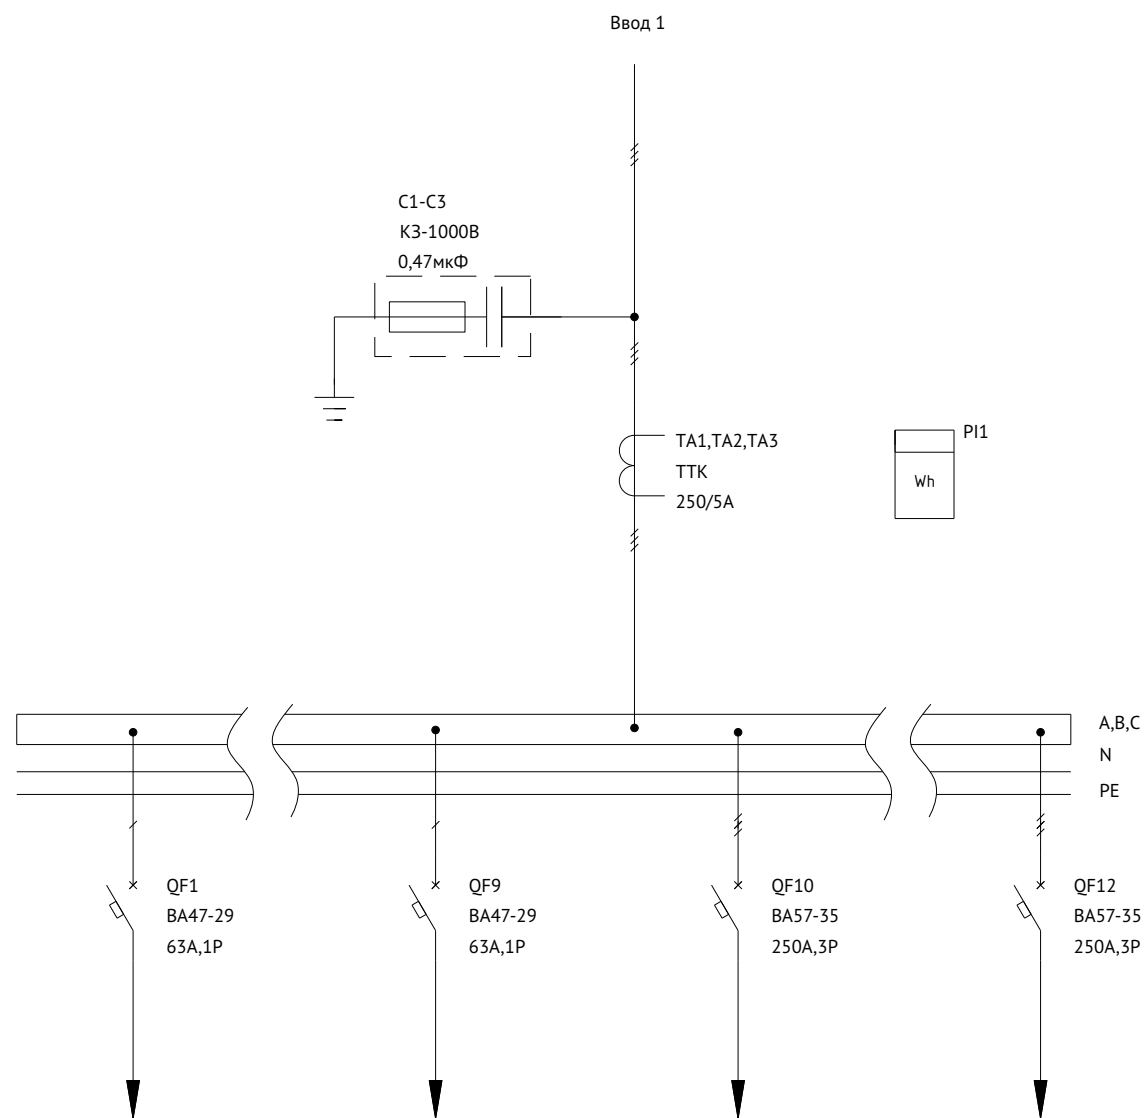 Ввод 1
C1-C3
КЗ-1000В
0,47мкФ
TA1,TA2,TA3
ТТК
250/5А
PI1
Wh
A,B,C
N
PE
QF1
ВА47-29
63А,1Р
QF9
ВА47-29
63А,1Р
QF10
ВА57-35
250А,3Р
QF12
ВА57-35
250А,3Р